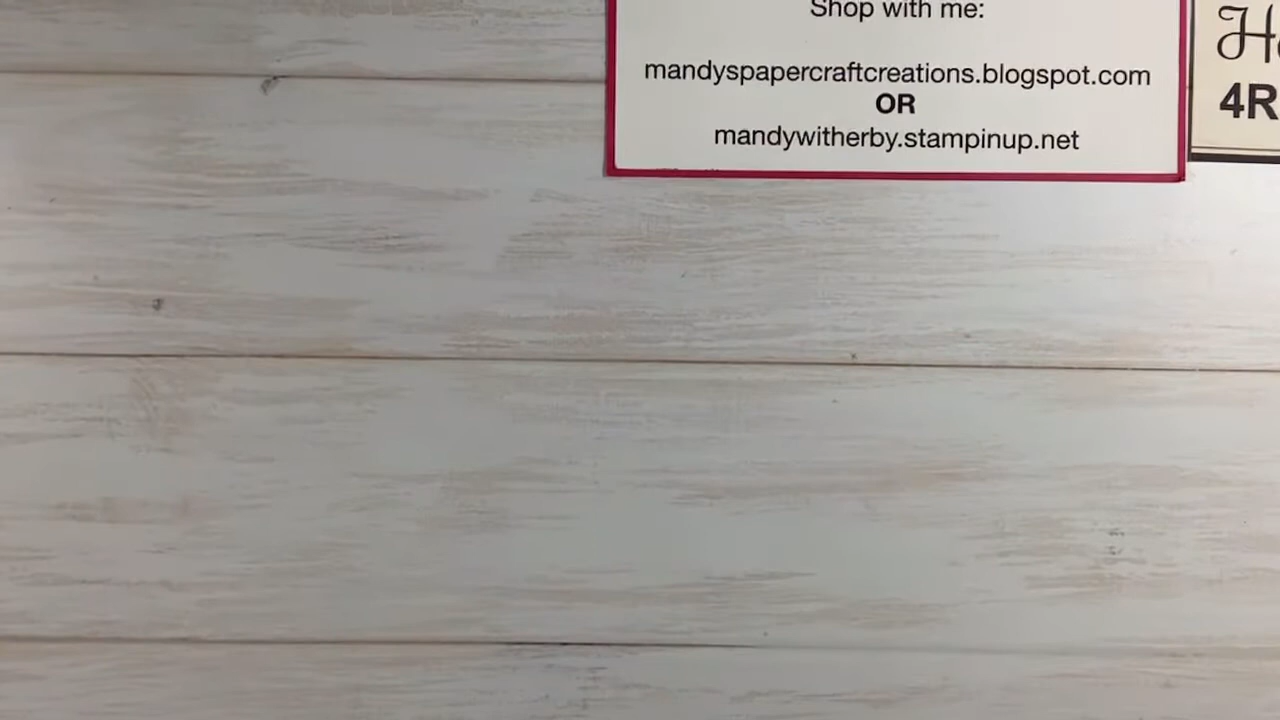 Shop with me:
mandyspapercraftcreations.blogspot.com
OR
mandywitherby.stampinup.net
4R